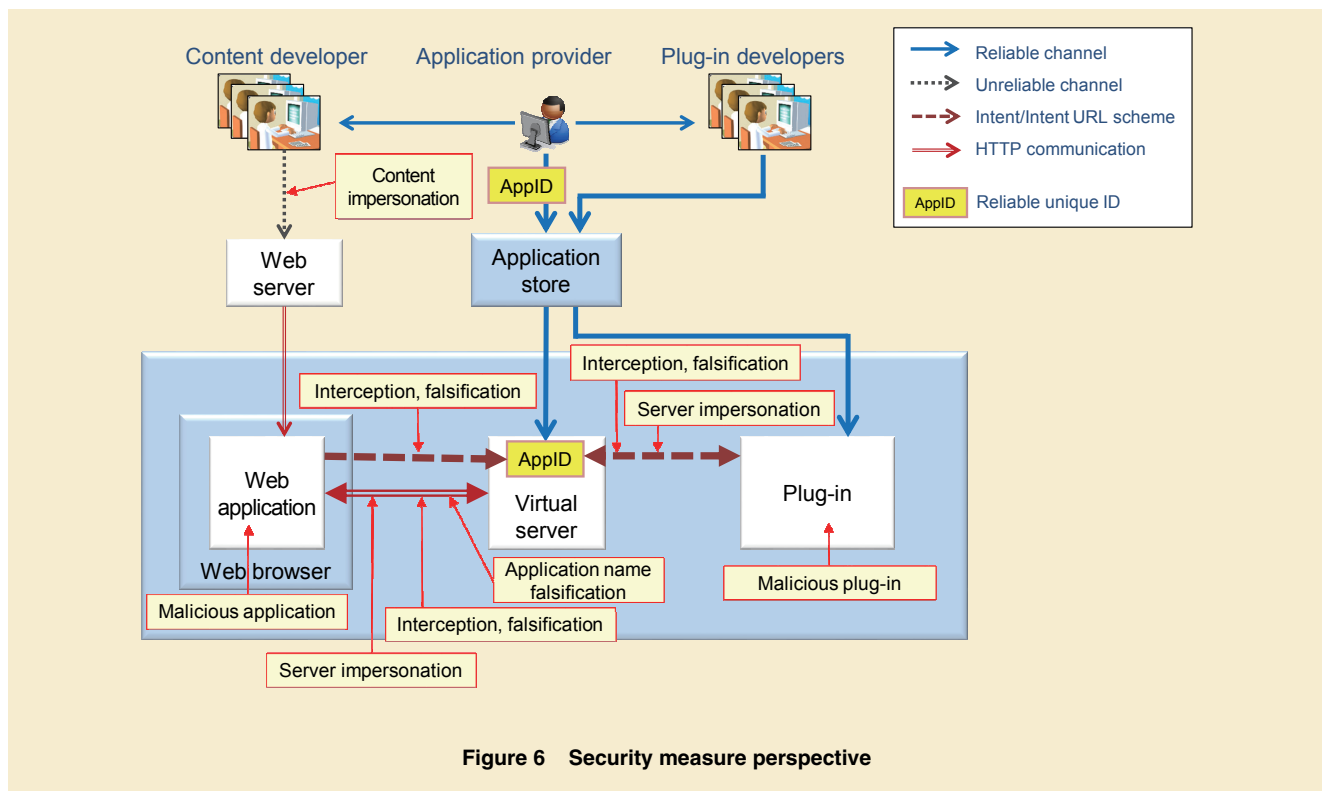 Content developer
Application provider
Plug-in developers
Reliable channel
Unreliable channel
Intent/Intent URL scheme
HTTP communication
AppID
Reliable unique ID
Content
impersonation
AppID
Web
server
Application
store
Interception, falsification
Interception, falsification
Server impersonation
Web
application
AppID
Virtual
server
Plug-in
Web browser
Malicious application
Application name
falsification
Malicious plug-in
Interception, falsification
Server impersonation
Figure 6 Security measure perspective